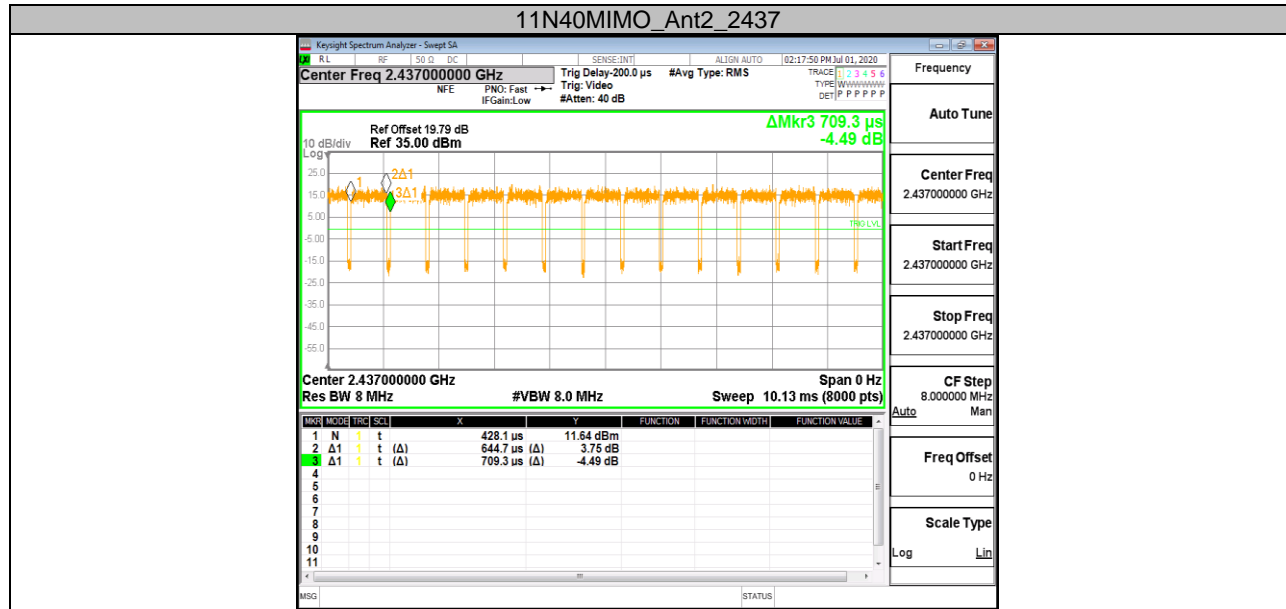 11N40MIMO_Ant2_2437
Keysight Spectrum Analyzer - Swept SA
RL RF 50 Ω DC SENSE:INT ALIGN AUTO 02:17:50 PM Jul 01, 2020
Center Freq 2.437000000 GHz
NFE
PNO: Fast
IFGain:Low
Trig Delay-200.0 µs
Trig: Video
#Atten: 40 dB
#Avg Type: RMS
TRACE 1 2 3 4 5 6
TYPE WWWWWW
DET P P P P P P
ΔMkr3 709.3 µs
-4.49 dB
Ref Offset 19.79 dB
10 dB/div Ref 35.00 dBm
Log
25.0
15.0
5.00
-5.00
-15.0
-25.0
-35.0
-45.0
-55.0
1
2Δ1
3Δ1
TRIG LVL
Center 2.437000000 GHz Span 0 Hz
Res BW 8 MHz #VBW 8.0 MHz Sweep 10.13 ms (8000 pts)
MKR MODE TRC SCL X Y FUNCTION FUNCTION WIDTH FUNCTION VALUE
1 N 1 t 428.1 µs 11.64 dBm
2 Δ1 1 t (Δ) 644.7 µs (Δ) 3.75 dB
3 Δ1 1 t (Δ) 709.3 µs (Δ) -4.49 dB
4
5
6
7
8
9
10
11
MSG STATUS
Frequency
Auto Tune
Center Freq
2.437000000 GHz
Start Freq
2.437000000 GHz
Stop Freq
2.437000000 GHz
CF Step
8.000000 MHz
Auto Man
Freq Offset
0 Hz
Scale Type
Log Lin